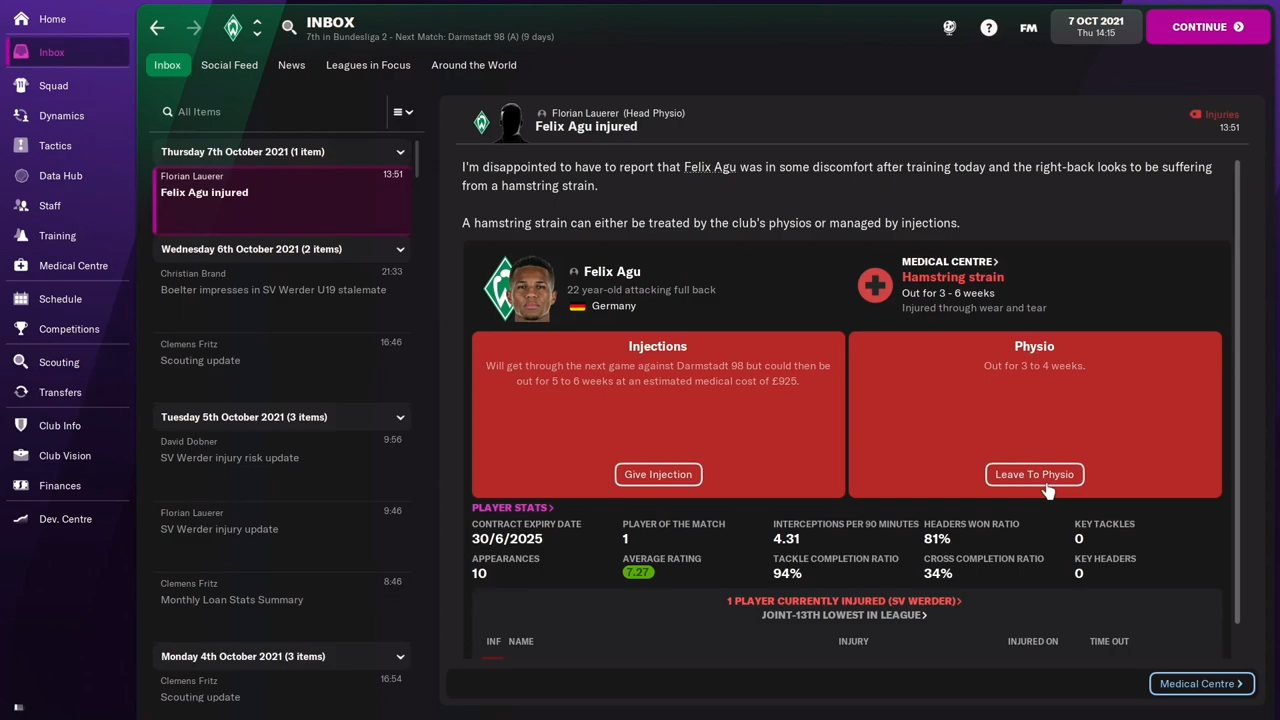 Home
Inbox
Squad
Dynamics
Tactics
Data Hub
Staff
Training
Medical Centre
Schedule
Competitions
Scouting
Transfers
Club Info
Club Vision
Finances
Dev. Centre
INBOX
7th in Bundesliga 2 - Next Match: Darmstadt 98 (A) (9 days)
?
FM
7 OCT 2021
Thu 14:15
CONTINUE
Inbox
Social Feed
News
Leagues in Focus
Around the World
All Items
Thursday 7th October 2021 (1 item)
Florian Lauerer
13:51
Felix Agu injured
Wednesday 6th October 2021 (2 items)
Christian Brand
21:33
Boelter impresses in SV Werder U19 stalemate
Clemens Fritz
16:46
Scouting update
Tuesday 5th October 2021 (3 items)
David Dobner
9:56
SV Werder injury risk update
Florian Lauerer
9:46
SV Werder injury update
Clemens Fritz
8:46
Monthly Loan Stats Summary
Monday 4th October 2021 (3 items)
Clemens Fritz
16:54
Scouting update
Florian Lauerer (Head Physio)
Felix Agu injured
Injuries
13:51
I'm disappointed to have to report that Felix Agu was in some discomfort after training today and the right-back looks to be suffering
from a hamstring strain.
A hamstring strain can either be treated by the club's physios or managed by injections.
Felix Agu
22 year-old attacking full back
Germany
MEDICAL CENTRE>
Hamstring strain
Out for 3 - 6 weeks
Injured through wear and tear
Injections
Will get through the next game against Darmstadt 98 but could then be
out for 5 to 6 weeks at an estimated medical cost of £925.
Give Injection
Physio
Out for 3 to 4 weeks.
Leave To Physio
PLAYER STATS>
CONTRACT EXPIRY DATE
30/6/2025
PLAYER OF THE MATCH
1
INTERCEPTIONS PER 90 MINUTES
4.31
HEADERS WON RATIO
81%
KEY TACKLES
0
APPEARANCES
10
AVERAGE RATING
7.27
TACKLE COMPLETION RATIO
94%
CROSS COMPLETION RATIO
34%
KEY HEADERS
0
1 PLAYER CURRENTLY INJURED (SV WERDER)>
JOINT-13TH LOWEST IN LEAGUE>
INF NAME INJURY INJURED ON TIME OUT
Medical Centre >